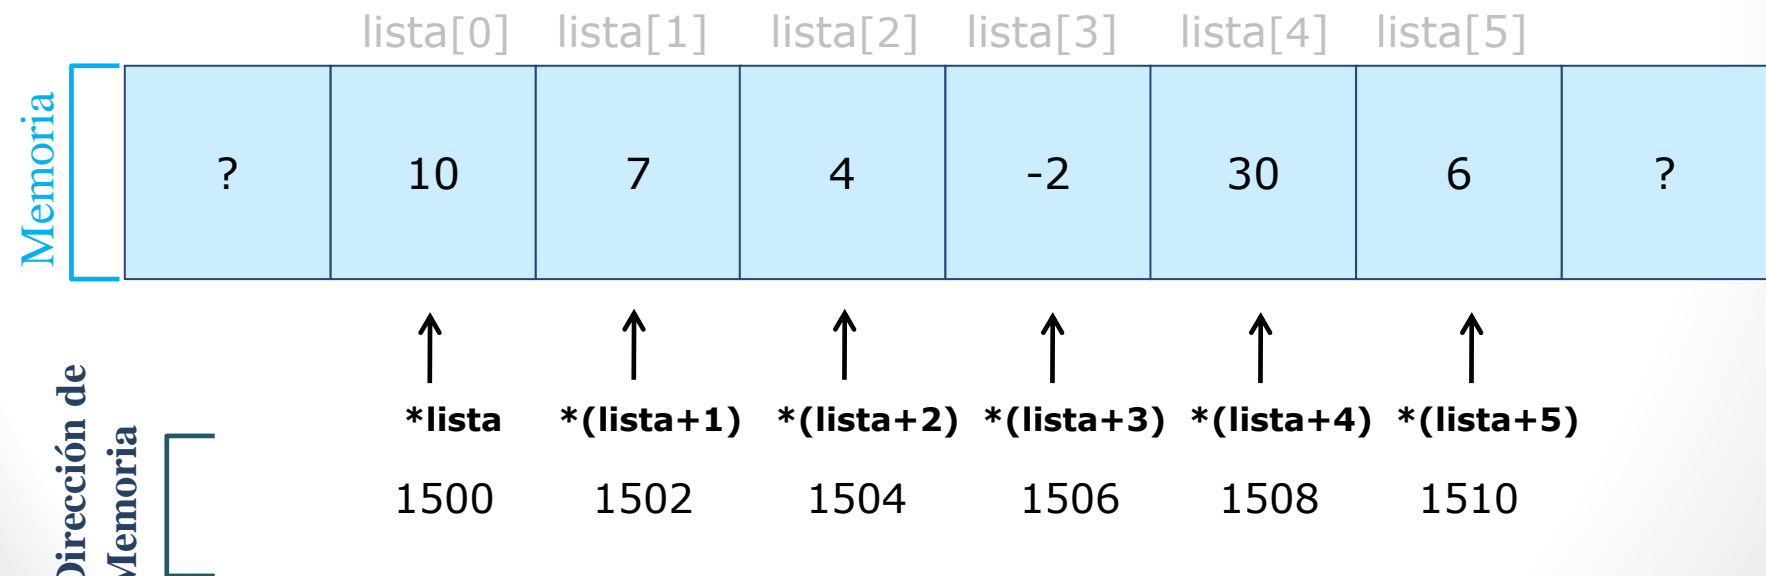 lista[0] lista[1] lista[2] lista[3] lista[4] lista[5]
Memoria
? 10 7 4 -2 30 6 ?
*lista *(lista+1) *(lista+2) *(lista+3) *(lista+4) *(lista+5)
Dirección de
Memoria
1500 1502 1504 1506 1508 1510